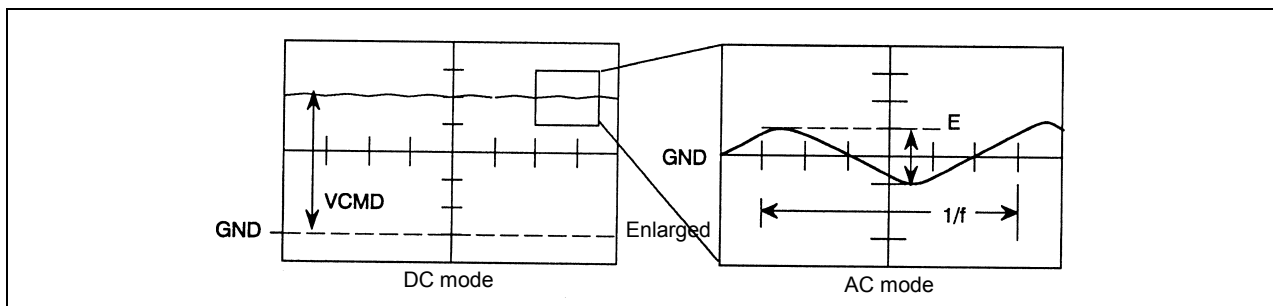 VCMD
GND
Enlarged
DC mode
E
GND
1/f
AC mode